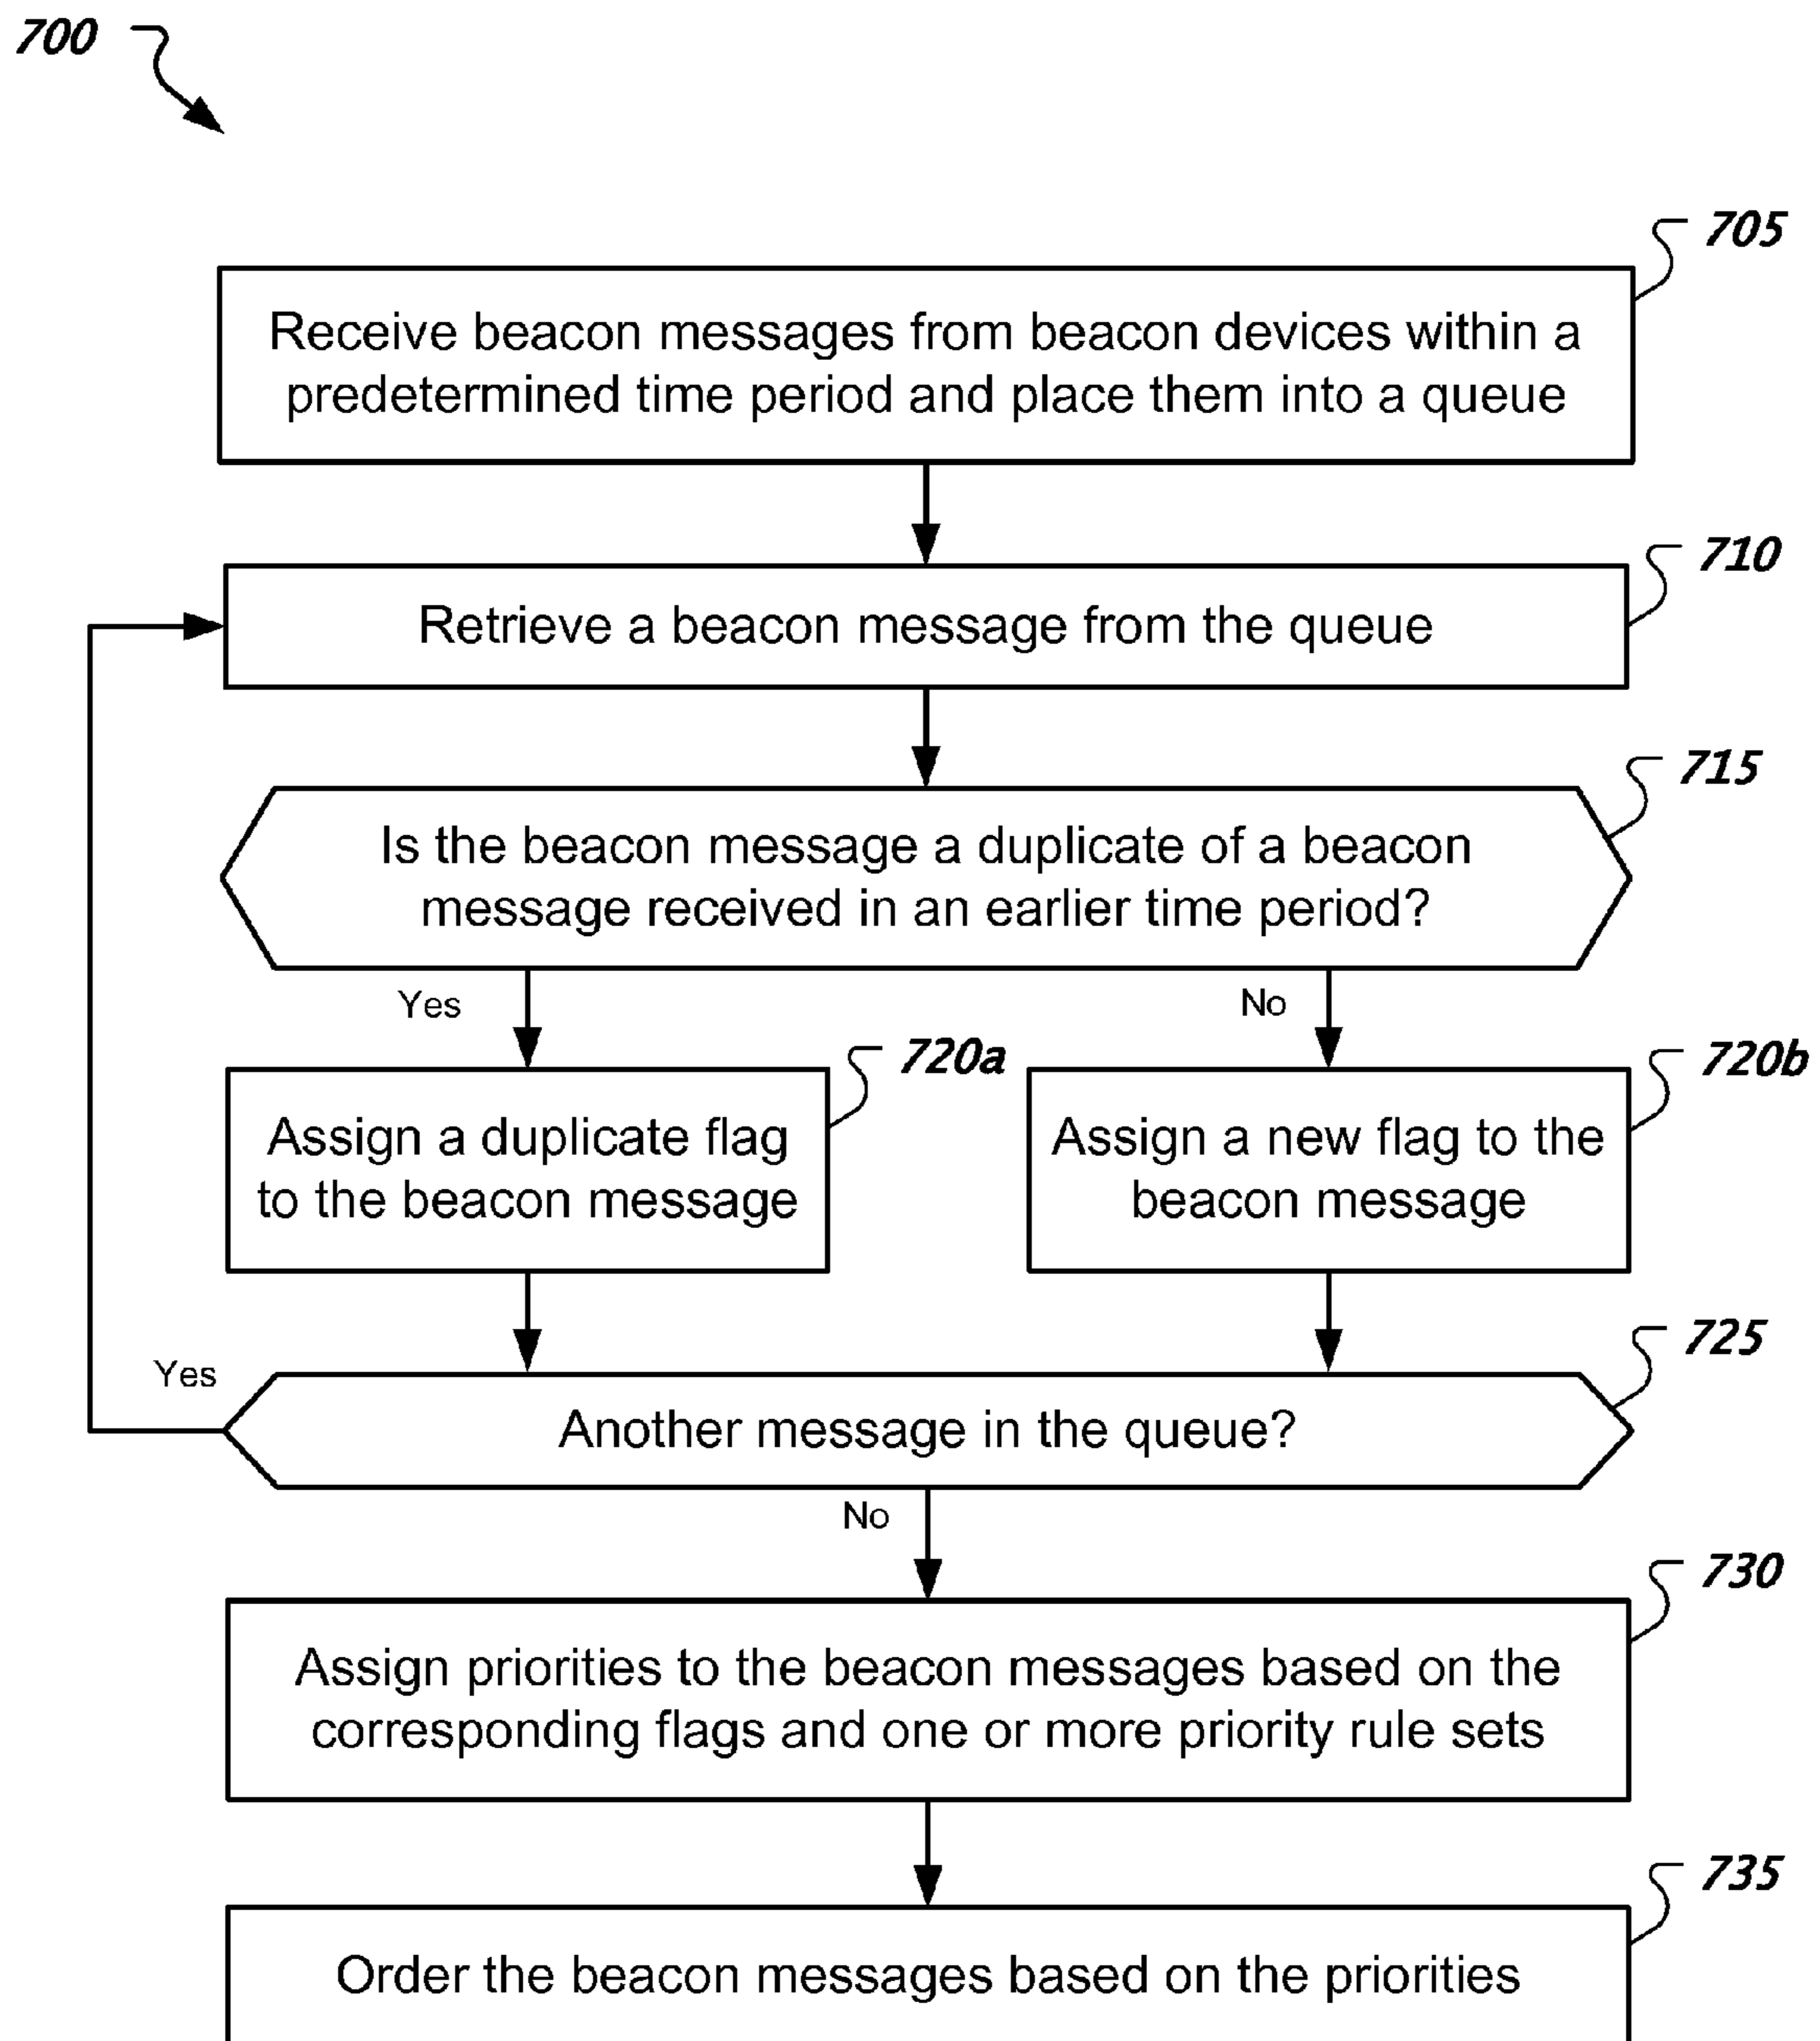 700
705
Receive beacon messages from beacon devices within a
predetermined time period and place them into a queue
710
Retrieve a beacon message from the queue
715
Is the beacon message a duplicate of a beacon
message received in an earlier time period?
Yes
No
720a
720b
Assign a duplicate flag
to the beacon message
Assign a new flag to the
beacon message
725
Yes
Another message in the queue?
No
730
Assign priorities to the beacon messages based on the
corresponding flags and one or more priority rule sets
735
Order the beacon messages based on the priorities